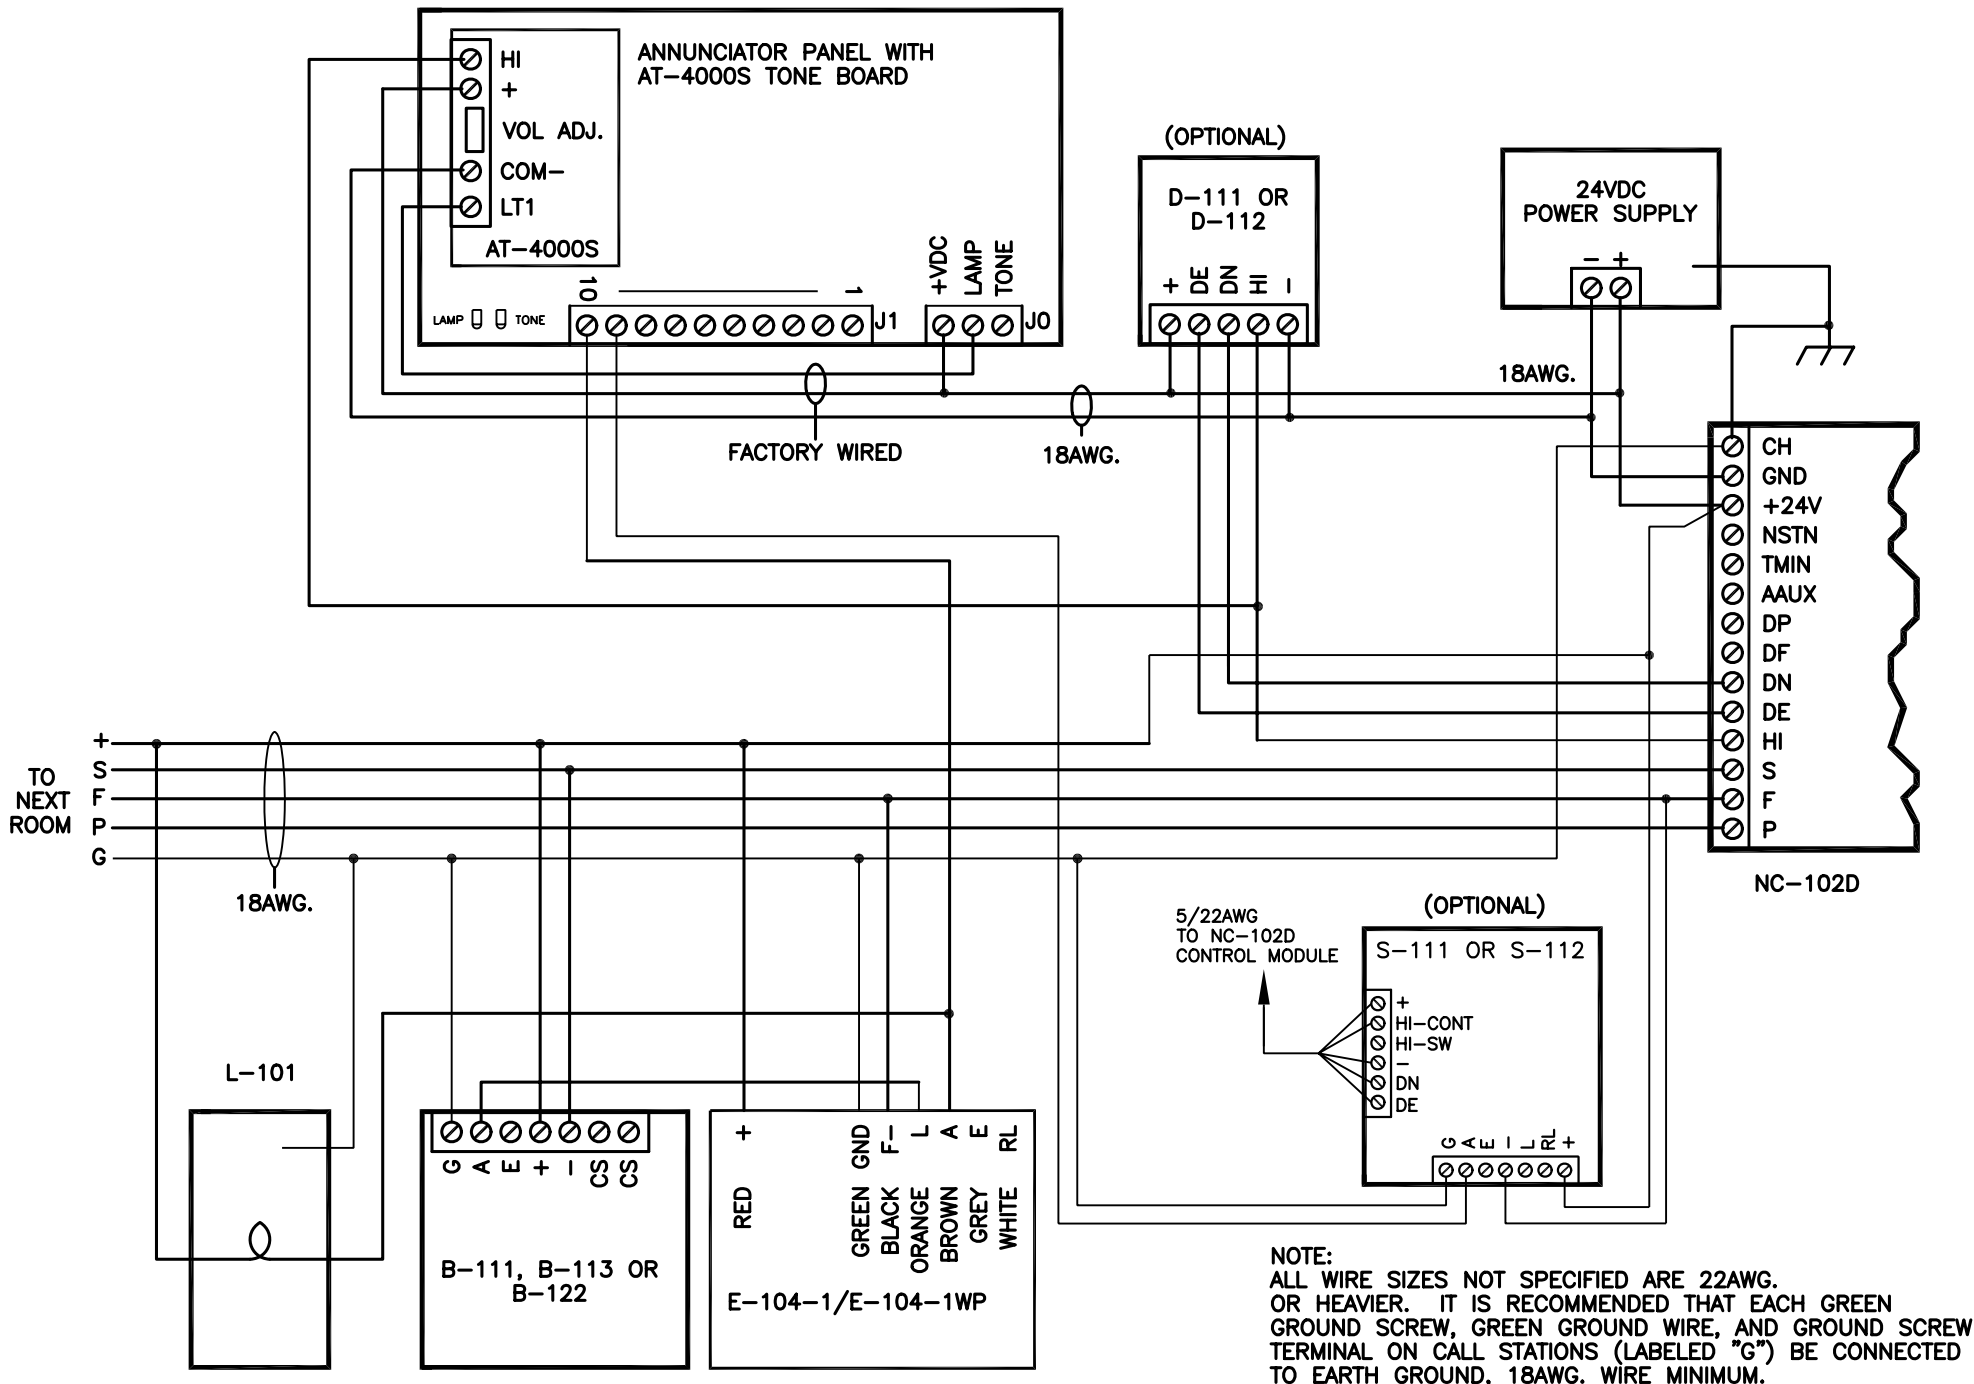 HI
ANNUNCIATOR PANEL WITH
AT-4000S TONE BOARD
+
VOL ADJ.
COM-
LT1
AT-4000S
+VDC
LAMP
TONE
10
1
LAMP
TONE
J1
J0
(OPTIONAL)
D-111 OR
D-112
+
DE
DN
HI
-
24VDC
POWER SUPPLY
- +
18AWG.
FACTORY WIRED
18AWG.
CH
GND
+24V
NSTN
TMIN
AAUX
DP
DF
DN
DE
HI
S
F
P
NC-102D
TO
NEXT
ROOM
+
S
F
P
G
18AWG.
5/22AWG
TO NC-102D
CONTROL MODULE
(OPTIONAL)
S-111 OR S-112
+
HI-CONT
HI-SW
-
DN
DE
G
A
E
-
L
RL
+
L-101
G
A
E
+
-
CS
CS
B-111, B-113 OR
B-122
+
GND
F-
L
A
E
RL
RED
GREEN
BLACK
ORANGE
BROWN
GREY
WHITE
E-104-1/E-104-1WP
NOTE:
ALL WIRE SIZES NOT SPECIFIED ARE 22AWG.
OR HEAVIER. IT IS RECOMMENDED THAT EACH GREEN
GROUND SCREW, GREEN GROUND WIRE, AND GROUND SCREW
TERMINAL ON CALL STATIONS (LABELED "G") BE CONNECTED
TO EARTH GROUND. 18AWG. WIRE MINIMUM.